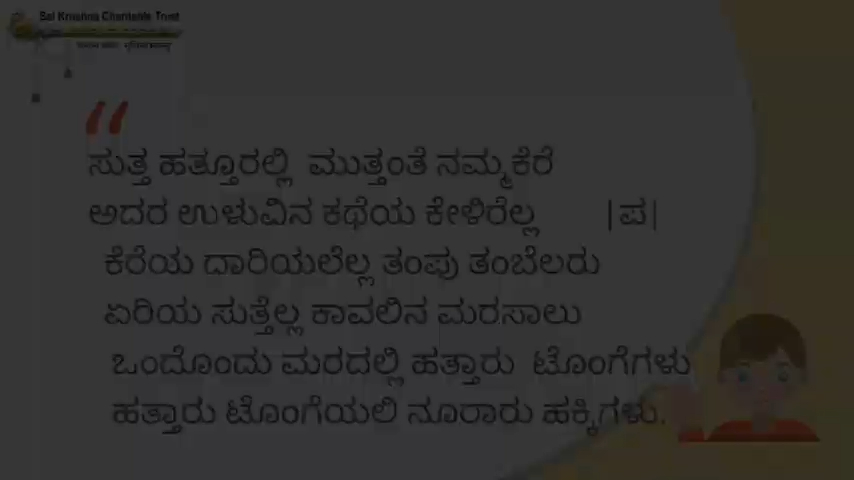 Sai Krishna Charitable Trust
ಸುತ್ತ ಹತ್ತೂರಲ್ಲಿ ಮುತ್ತಂತೆ ನಮ್ಮಕೆರೆ
ಅದರ ಉಳುವಿನ ಕಥೆಯ ಕೇಳಿರೆಲ್ಲ |ಪ|
ಕೆರೆಯ ದಾರಿಯಲೆಲ್ಲ ತಂಪು ತಂಬೆಲರು
ಏರಿಯ ಸುತ್ತೆಲ್ಲ ಕಾವಲಿನ ಮರಸಾಲು
ಒಂದೊಂದು ಮರದಲ್ಲಿ ಹತ್ತಾರು ಟೊಂಗೆಗಳು
ಹತ್ತಾರು ಟೊಂಗೆಯಲಿ ನೂರಾರು ಹಕ್ಕಿಗಳು.